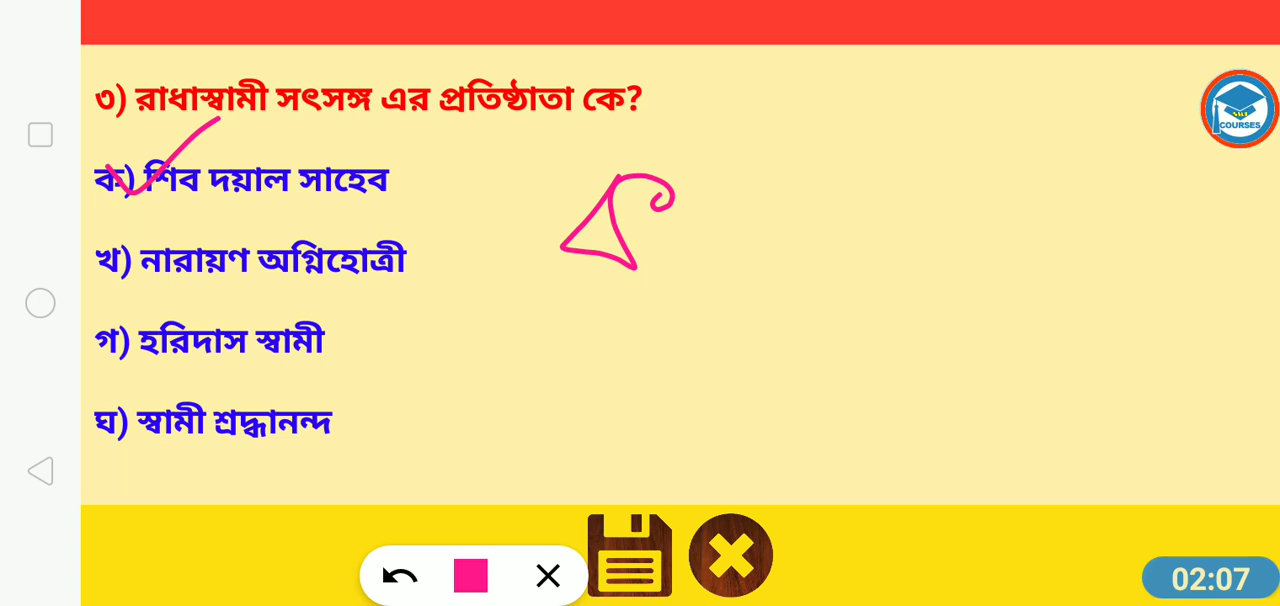 ৩) রাধাস্বামী সৎসঙ্গ এর প্রতিষ্ঠাতা কে?
COURSES
ক) শিব দয়াল সাহেব
খ) নারায়ণ অগ্নিহোত্রী
গ) হরিদাস স্বামী
ঘ) স্বামী শ্রদ্ধানন্দ
02:07